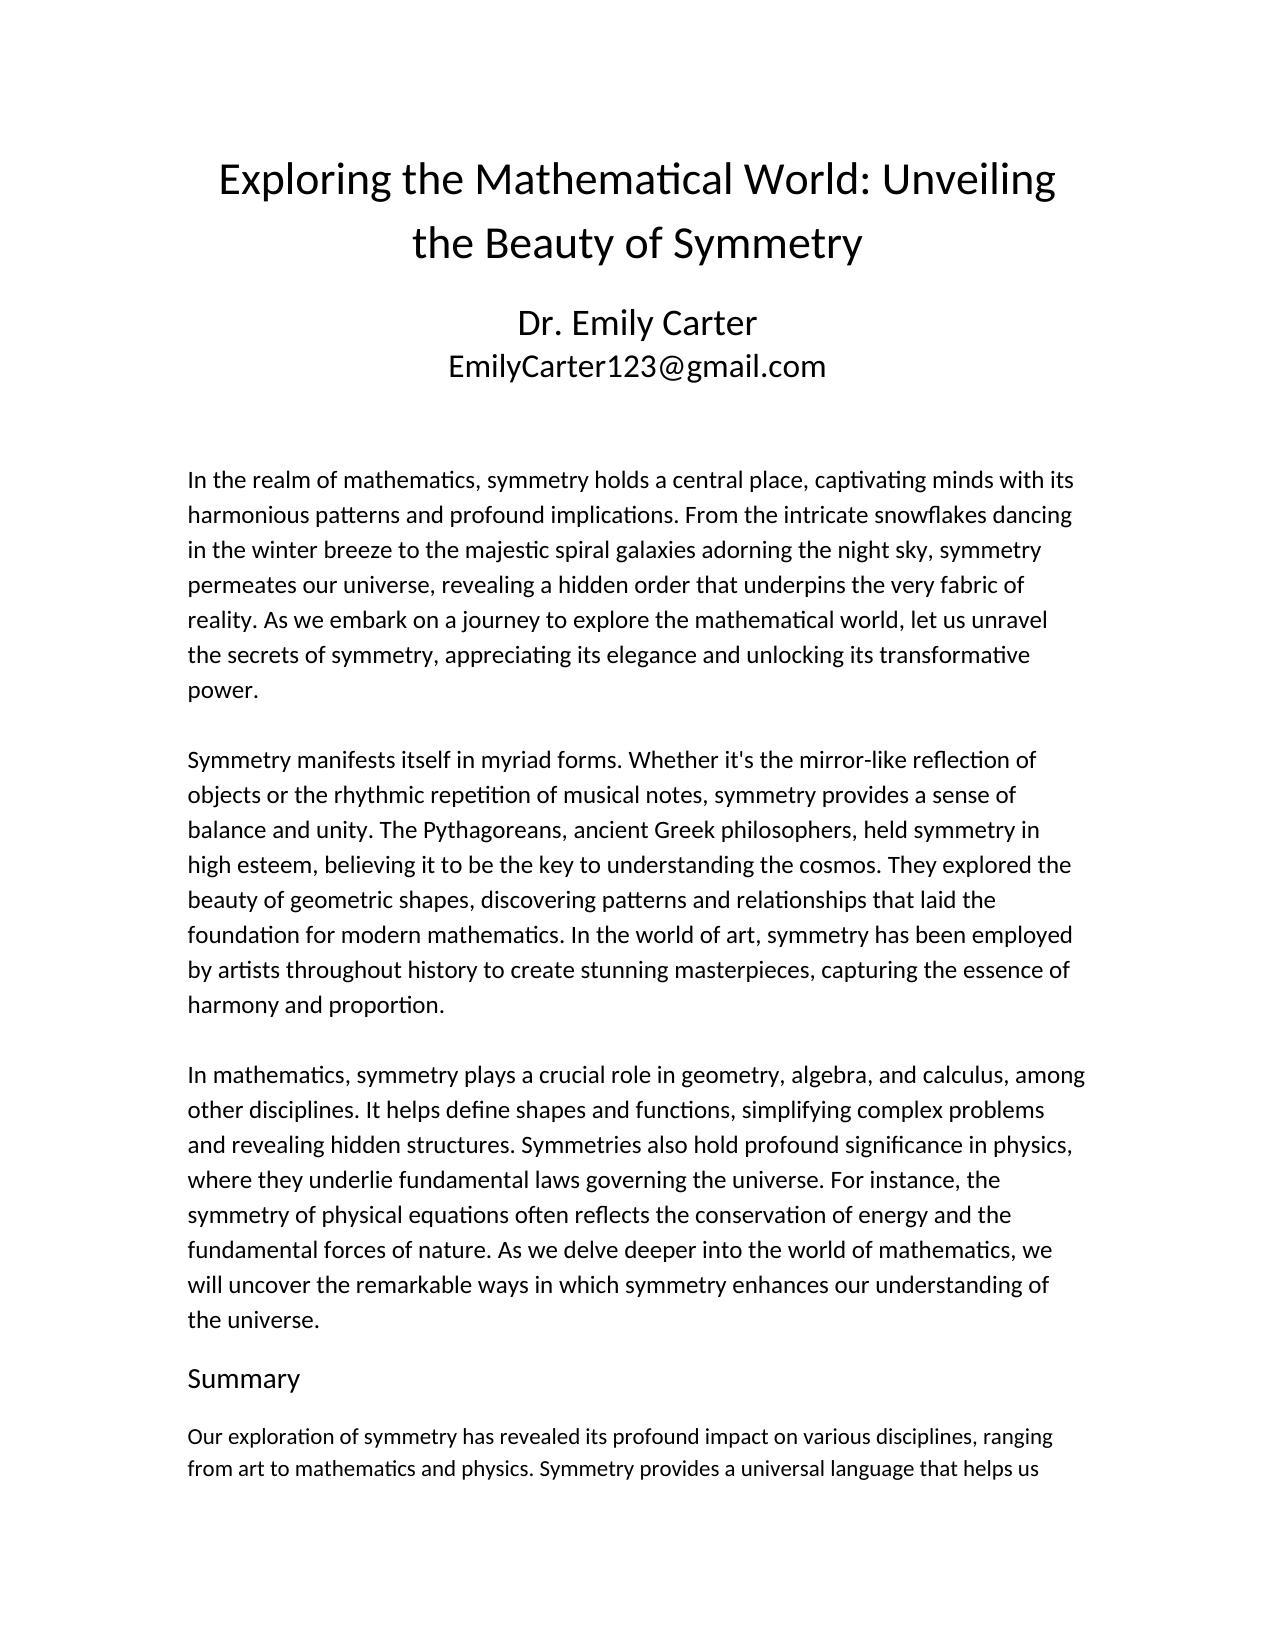 Exploring the Mathematical World: Unveiling
the Beauty of Symmetry
Dr. Emily Carter
EmilyCarter123@gmail.com
In the realm of mathematics, symmetry holds a central place, captivating minds with its
harmonious patterns and profound implications. From the intricate snowflakes dancing
in the winter breeze to the majestic spiral galaxies adorning the night sky, symmetry
permeates our universe, revealing a hidden order that underpins the very fabric of
reality. As we embark on a journey to explore the mathematical world, let us unravel
the secrets of symmetry, appreciating its elegance and unlocking its transformative
power.
Symmetry manifests itself in myriad forms. Whether it's the mirror-like reflection of
objects or the rhythmic repetition of musical notes, symmetry provides a sense of
balance and unity. The Pythagoreans, ancient Greek philosophers, held symmetry in
high esteem, believing it to be the key to understanding the cosmos. They explored the
beauty of geometric shapes, discovering patterns and relationships that laid the
foundation for modern mathematics. In the world of art, symmetry has been employed
by artists throughout history to create stunning masterpieces, capturing the essence of
harmony and proportion.
In mathematics, symmetry plays a crucial role in geometry, algebra, and calculus, among
other disciplines. It helps define shapes and functions, simplifying complex problems
and revealing hidden structures. Symmetries also hold profound significance in physics,
where they underlie fundamental laws governing the universe. For instance, the
symmetry of physical equations often reflects the conservation of energy and the
fundamental forces of nature. As we delve deeper into the world of mathematics, we
will uncover the remarkable ways in which symmetry enhances our understanding of
the universe.
Summary
Our exploration of symmetry has revealed its profound impact on various disciplines, ranging
from art to mathematics and physics. Symmetry provides a universal language that helps us